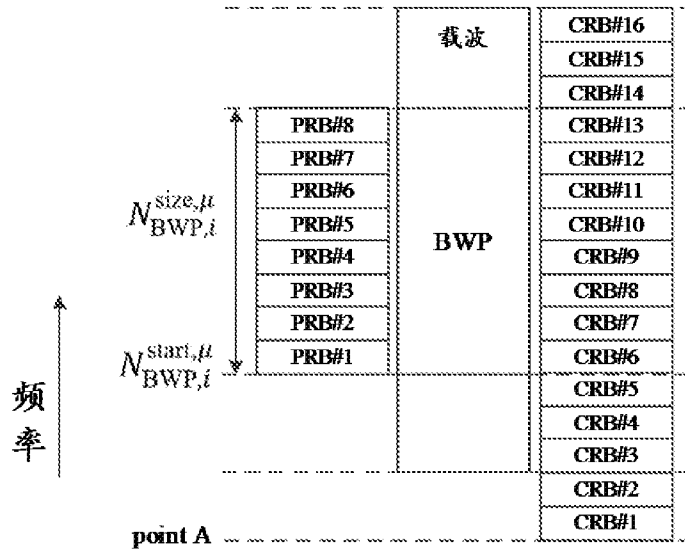 载波
CRB#16
CRB#15
CRB#14
PRB#8
CRB#13
PRB#7
CRB#12
PRB#6
CRB#11
N_{BWP,i}^{size,μ}
PRB#5
CRB#10
BWP
PRB#4
CRB#9
PRB#3
CRB#8
PRB#2
CRB#7
N_{BWP,i}^{start,μ}
PRB#1
CRB#6
CRB#5
频率
CRB#4
CRB#3
CRB#2
CRB#1
point A